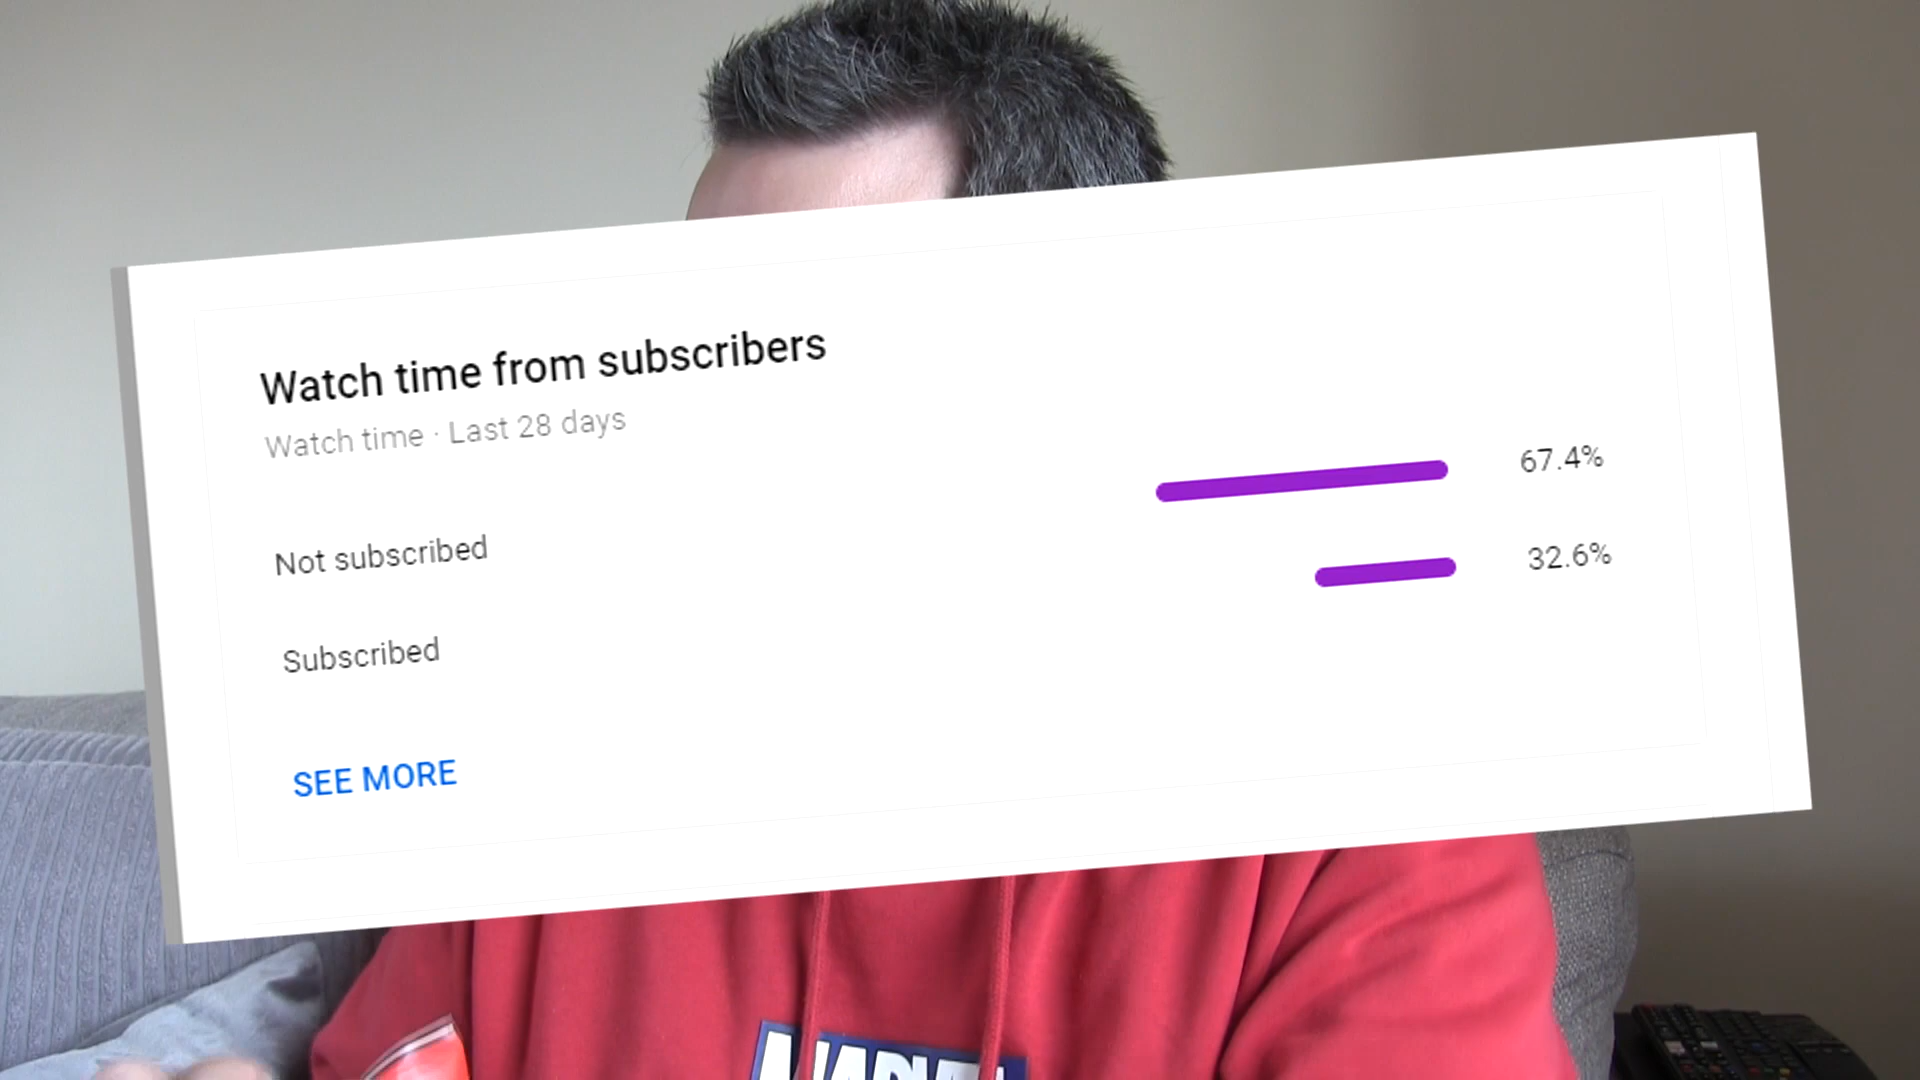 Watch time from subscribers
Watch time · Last 28 days
Not subscribed 67.4%
Subscribed 32.6%
SEE MORE